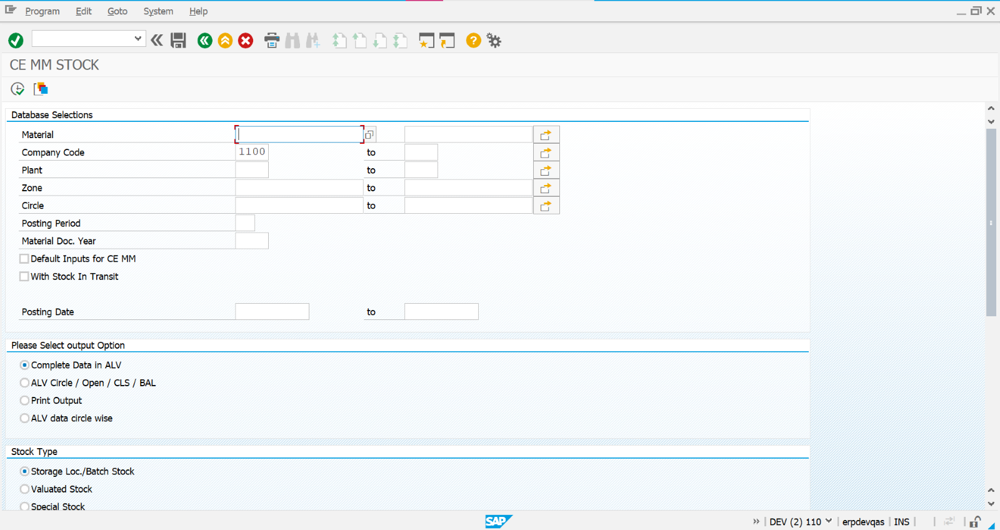 Program Edit Goto System Help
CE MM STOCK
Database Selections
Material
Company Code 1100 to
Plant to
Zone to
Circle to
Posting Period
Material Doc. Year
Default Inputs for CE MM
With Stock In Transit
Posting Date to
Please Select output Option
Complete Data in ALV
ALV Circle / Open / CLS / BAL
Print Output
ALV data circle wise
Stock Type
Storage Loc./Batch Stock
Valuated Stock
Special Stock
SAP DEV (2) 110 erpdevqas INS